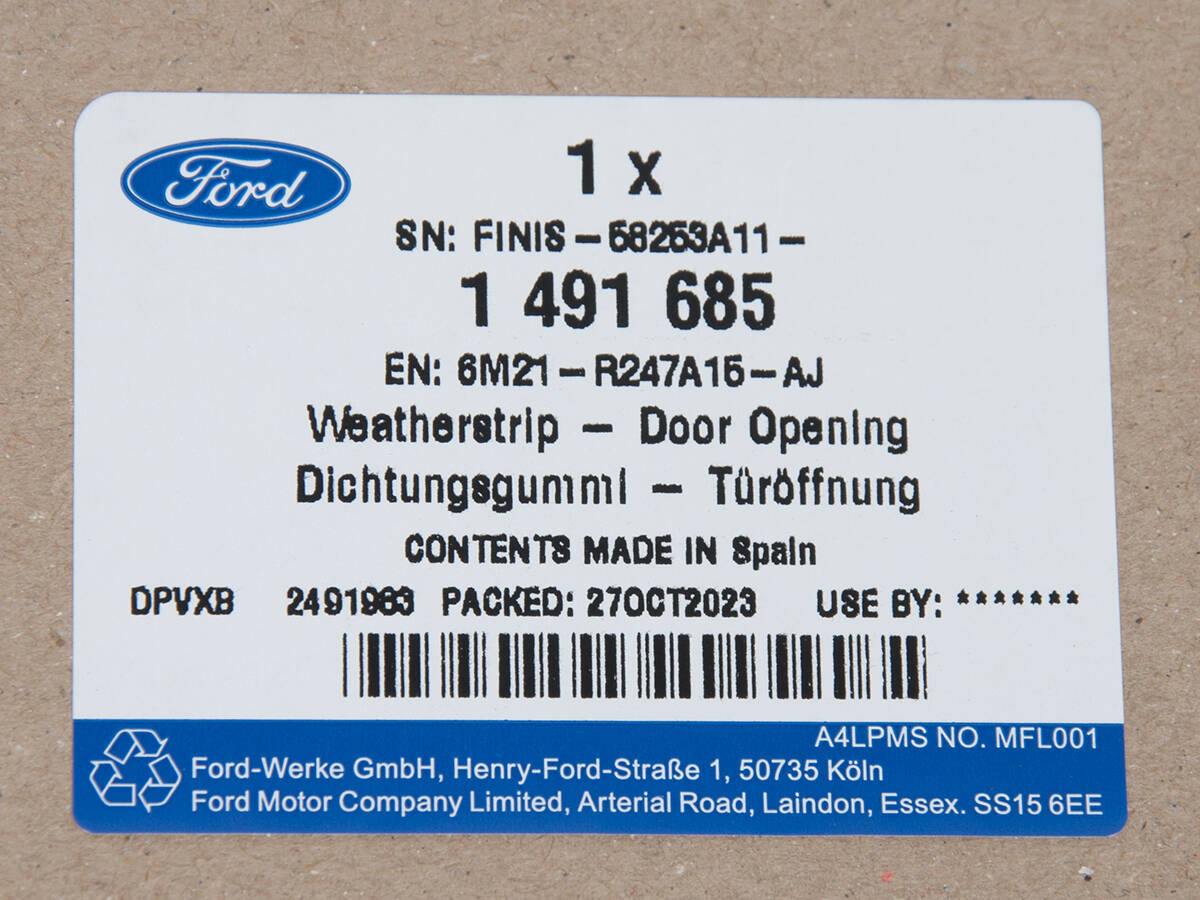 Ford
1 x
SN: FINIS - 58253A11 -
1 491 685
EN: 6M21 - R247A15 - AJ
Weatherstrip - Door Opening
Dichtungsgummi - Türöffnung
CONTENTS MADE IN Spain
DPVXB 2491963 PACKED: 27OCT2023 USE BY: *******
A4LPMS NO. MFL001
Ford-Werke GmbH, Henry-Ford-Straße 1, 50735 Köln
Ford Motor Company Limited, Arterial Road, Laindon, Essex. SS15 6EE